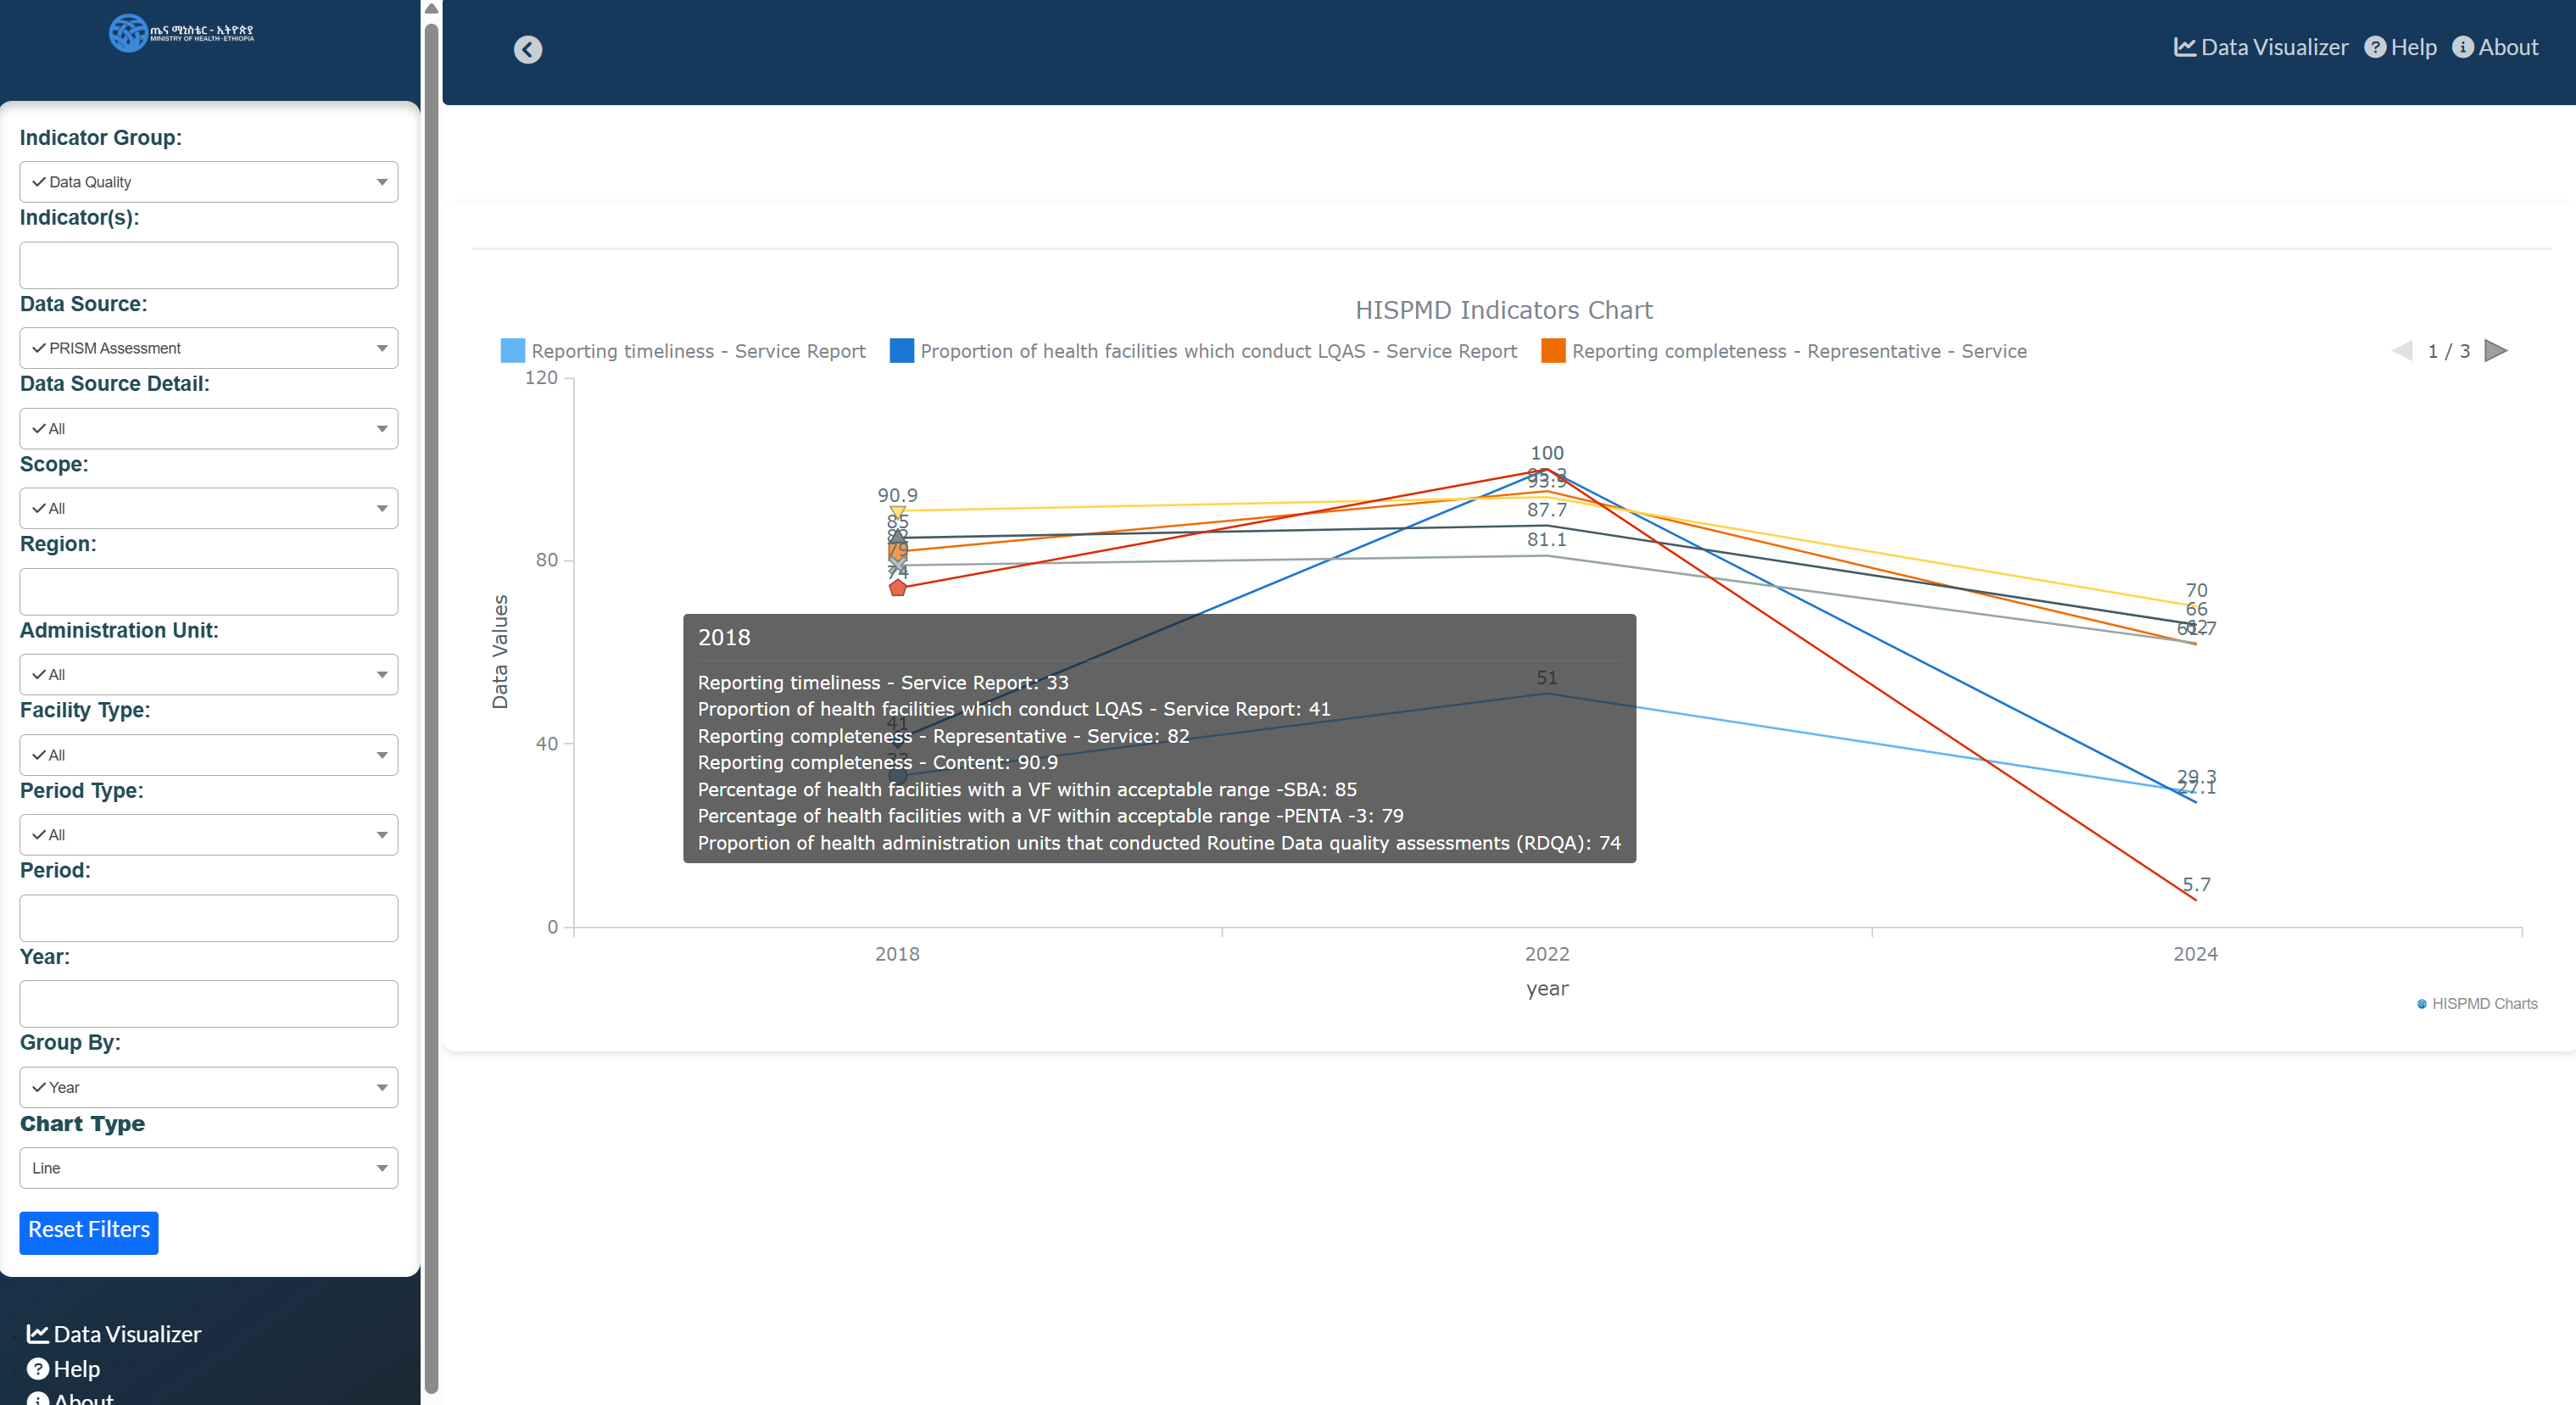 ጤና ሚኒስቴር - ኢትዮጵያ
MINISTRY OF HEALTH-ETHIOPIA
Data Visualizer Help About
Indicator Group:
Data Quality
Indicator(s):
Data Source:
PRISM Assessment
Data Source Detail:
All
Scope:
All
Region:
Administration Unit:
All
Facility Type:
All
Period Type:
All
Period:
Year:
Group By:
Year
Chart Type
Line
Reset Filters
Data Visualizer
Help
About
HISPMD Indicators Chart
Reporting timeliness - Service Report Proportion of health facilities which conduct LQAS - Service Report Reporting completeness - Representative - Service 1 / 3
120
80
40
0
Data Values
90.9
85
79
74
41
33
100
93.9
87.7
81.1
51
70
66
62
61.7
29.3
27.1
5.7
2018
Reporting timeliness - Service Report: 33
Proportion of health facilities which conduct LQAS - Service Report: 41
Reporting completeness - Representative - Service: 82
Reporting completeness - Content: 90.9
Percentage of health facilities with a VF within acceptable range -SBA: 85
Percentage of health facilities with a VF within acceptable range -PENTA -3: 79
Proportion of health administration units that conducted Routine Data quality assessments (RDQA): 74
2018 2022 2024
year
HISPMD Charts